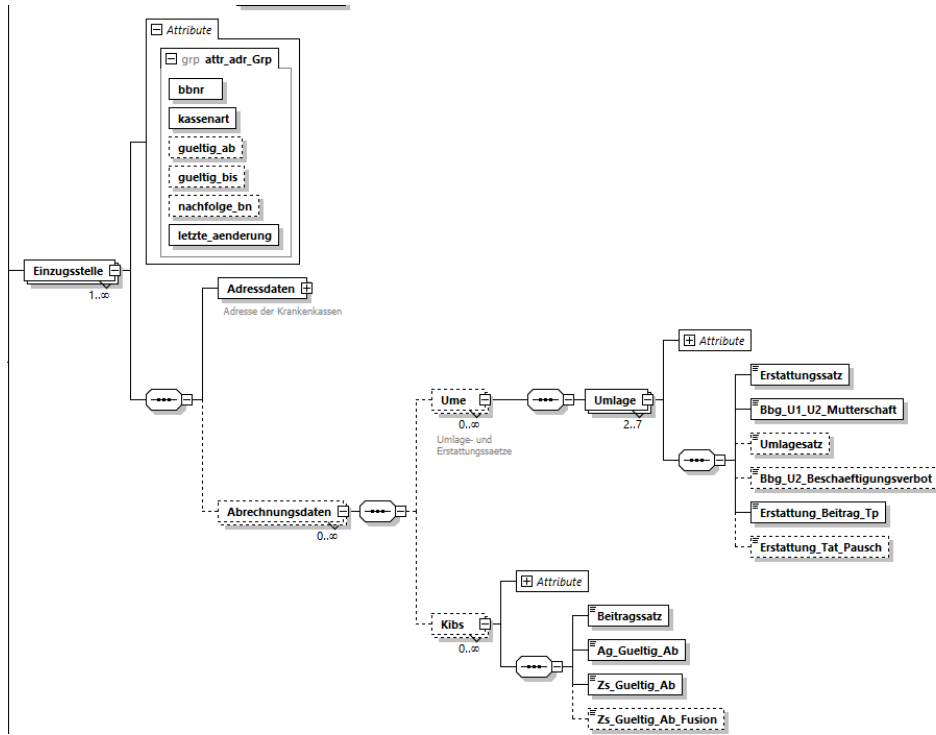 Attribute
grp attr_adr_Grp
bbnr
kassenart
gueltig_ab
gueltig_bis
nachfolge_bn
letzte_aenderung
Einzugsstelle
1..∞
Adressdaten
Adresse der Krankenkassen
Attribute
Erstattungssatz
Ume
0..∞
Umlage- und
Erstattungssaetze
Umlage
2..7
Bbg_U1_U2_Mutterschaft
Umlagesatz
Bbg_U2_Beschaeftigungsverbot
Erstattung_Beitrag_Tp
Erstattung_Tat_Pausch
Abrechnungsdaten
0..∞
Attribute
Kibs
0..∞
Beitragssatz
Ag_Gueltig_Ab
Zs_Gueltig_Ab
Zs_Gueltig_Ab_Fusion